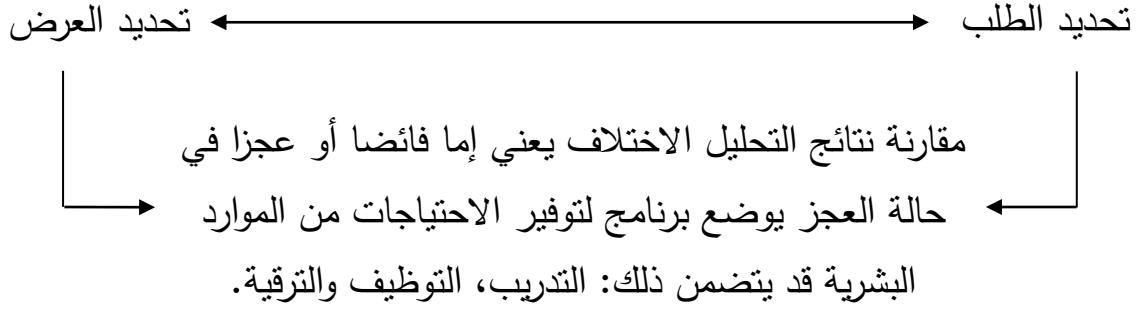 تحديد الطلب تحديد العرض
مقارنة نتائج التحليل الاختلاف يعني إما فائضا أو عجزا في
حالة العجز يوضع برنامج لتوفير الاحتياجات من الموارد
البشرية قد يتضمن ذلك: التدريب، التوظيف والترقية.